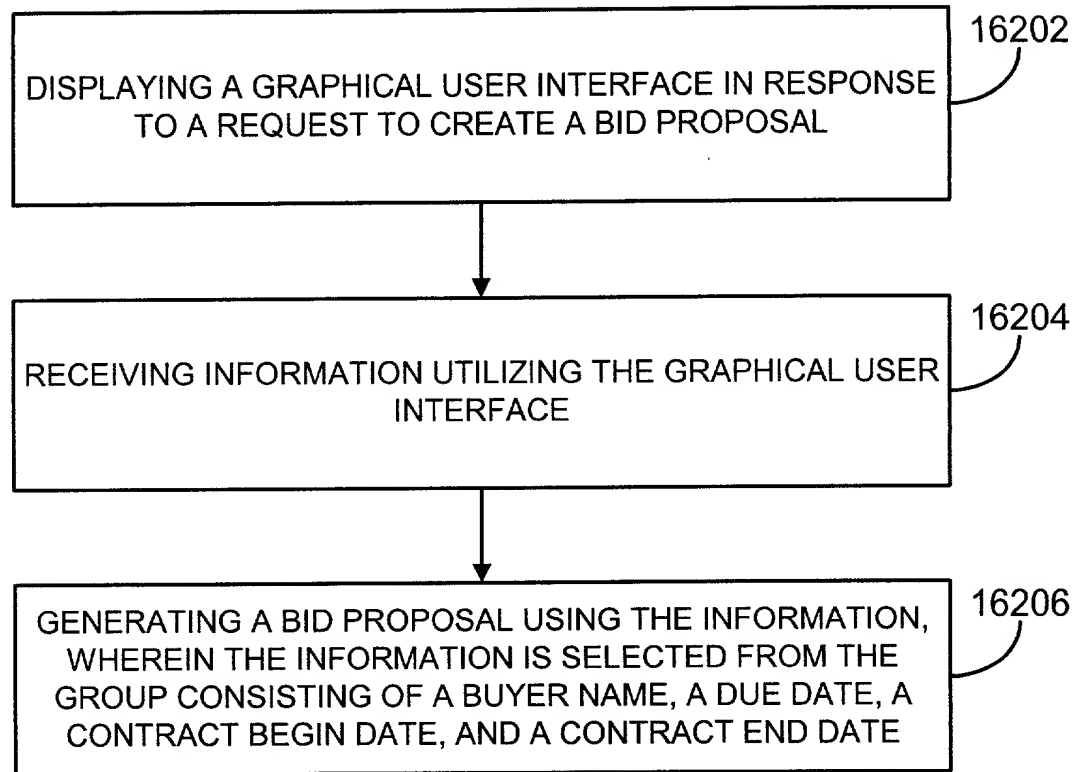 16202
DISPLAYING A GRAPHICAL USER INTERFACE IN RESPONSE
TO A REQUEST TO CREATE A BID PROPOSAL
16204
RECEIVING INFORMATION UTILIZING THE GRAPHICAL USER
INTERFACE
16206
GENERATING A BID PROPOSAL USING THE INFORMATION,
WHEREIN THE INFORMATION IS SELECTED FROM THE
GROUP CONSISTING OF A BUYER NAME, A DUE DATE, A
CONTRACT BEGIN DATE, AND A CONTRACT END DATE